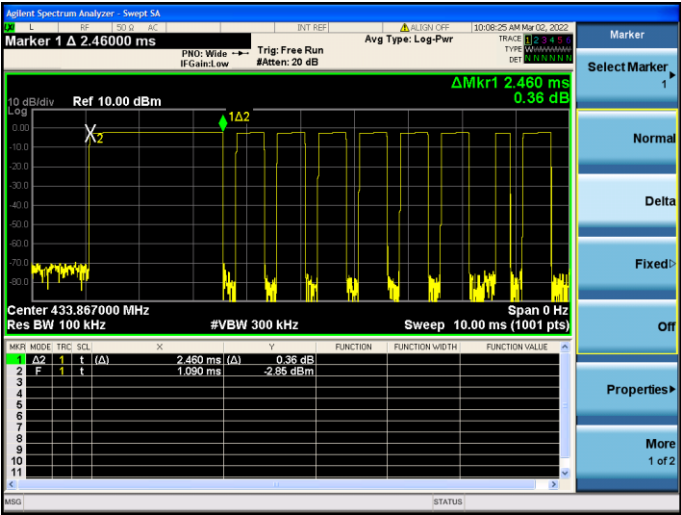 Agilent Spectrum Analyzer - Swept SA
L RF 50 Ω AC INT REF ALIGN OFF 10:08:25 AM Mar 02, 2022
Marker 1 Δ 2.46000 ms
PNO: Wide
IFGain:Low
Trig: Free Run
#Atten: 20 dB
Avg Type: Log-Pwr
TRACE 1 2 3 4 5 6
TYPE WWWWWWW
DET N N N N N N
ΔMkr1 2.460 ms
0.36 dB
10 dB/div Ref 10.00 dBm
Log
0.00
-10.0
-20.0
-30.0
-40.0
-50.0
-60.0
-70.0
-80.0
1Δ2
X2
Center 433.867000 MHz Span 0 Hz
Res BW 100 kHz #VBW 300 kHz Sweep 10.00 ms (1001 pts)
MKR MODE TRC SCL X Y FUNCTION FUNCTION WIDTH FUNCTION VALUE
1 Δ2 1 t (Δ) 2.460 ms (Δ) 0.36 dB
2 F 1 t 1.090 ms -2.85 dBm
3
4
5
6
7
8
9
10
11
MSG STATUS
Marker
Select Marker
1
Normal
Delta
Fixed
Off
Properties
More
1 of 2